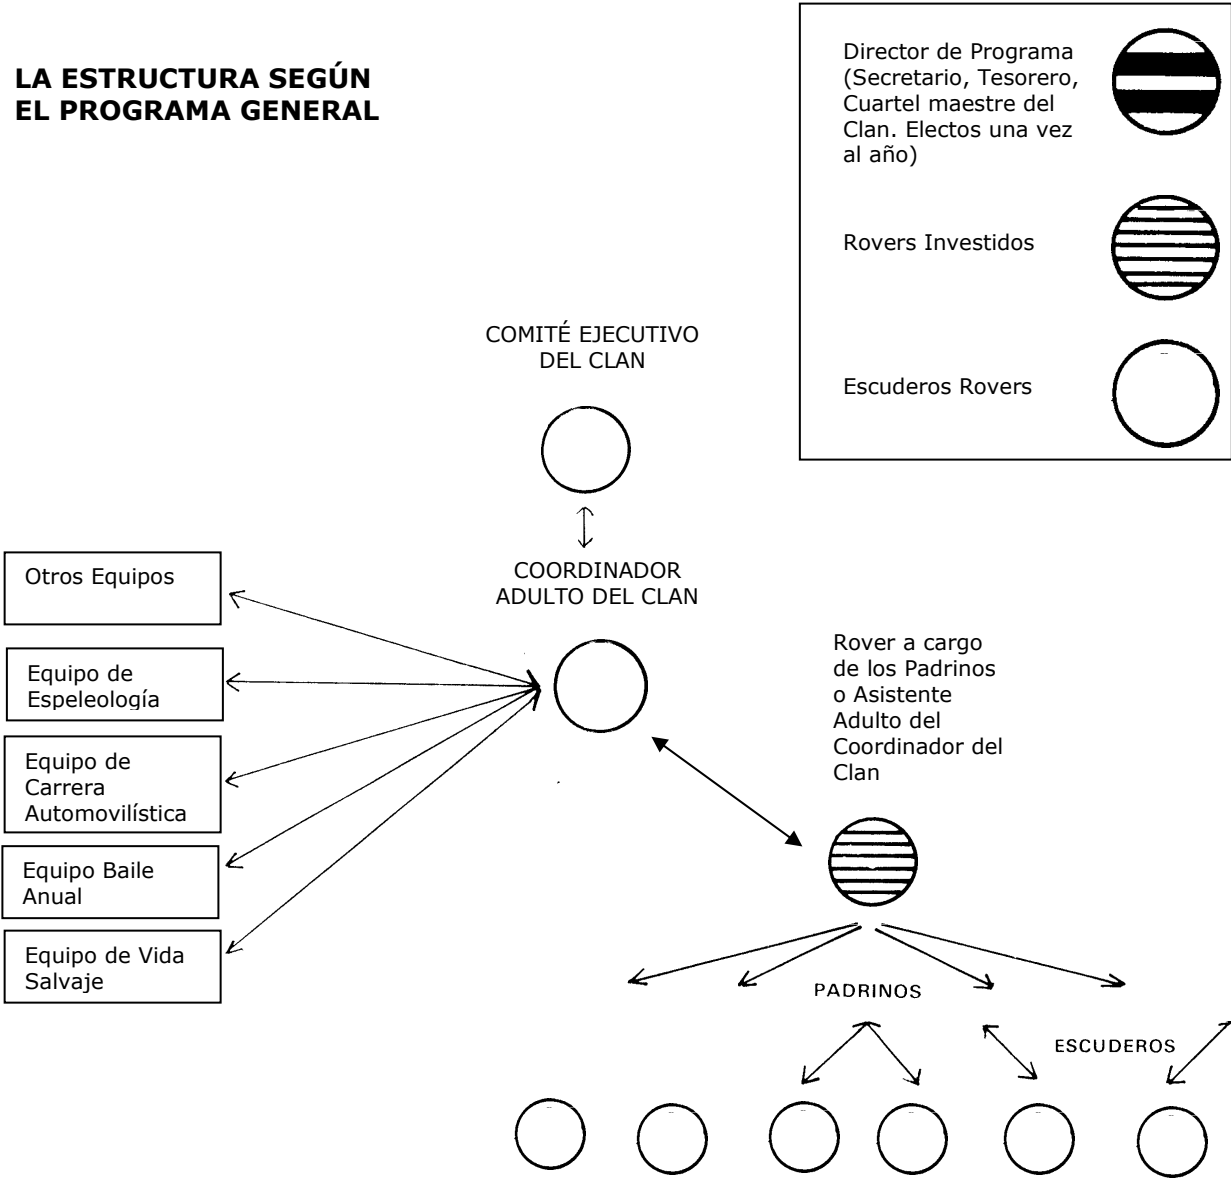 LA ESTRUCTURA SEGÚN
EL PROGRAMA GENERAL
Director de Programa
(Secretario, Tesorero,
Cuartel maestre del
Clan. Electos una vez
al año)
Rovers Investidos
Escuderos Rovers
COMITÉ EJECUTIVO
DEL CLAN
COORDINADOR
ADULTO DEL CLAN
Otros Equipos
Equipo de
Espeleología
Equipo de
Carrera
Automovilística
Equipo Baile
Anual
Equipo de Vida
Salvaje
Rover a cargo
de los Padrinos
o Asistente
Adulto del
Coordinador del
Clan
PADRINOS
ESCUDEROS